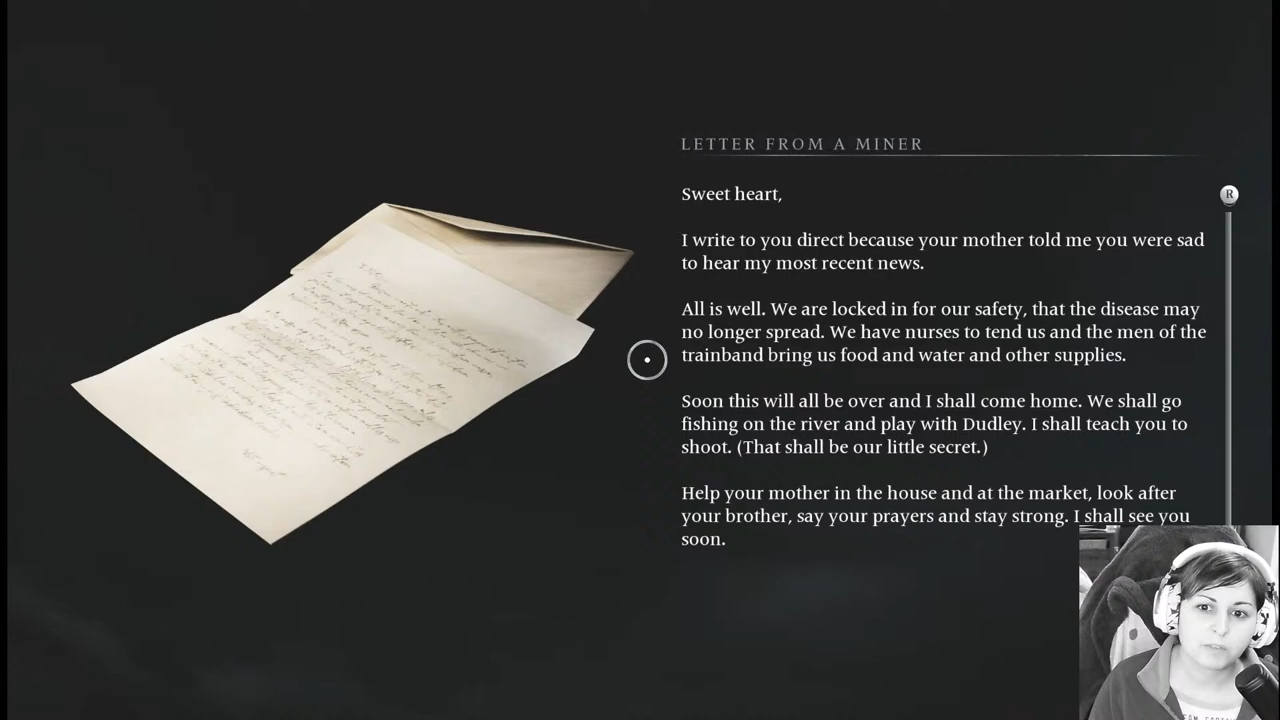 LETTER FROM A MINER
Sweet heart,
R
I write to you direct because your mother told me you were sad
to hear my most recent news.
All is well. We are locked in for our safety, that the disease may
no longer spread. We have nurses to tend us and the men of the
trainband bring us food and water and other supplies.
Soon this will all be over and I shall come home. We shall go
fishing on the river and play with Dudley. I shall teach you to
shoot. (That shall be our little secret.)
Help your mother in the house and at the market, look after
your brother, say your prayers and stay strong. I shall see you
soon.